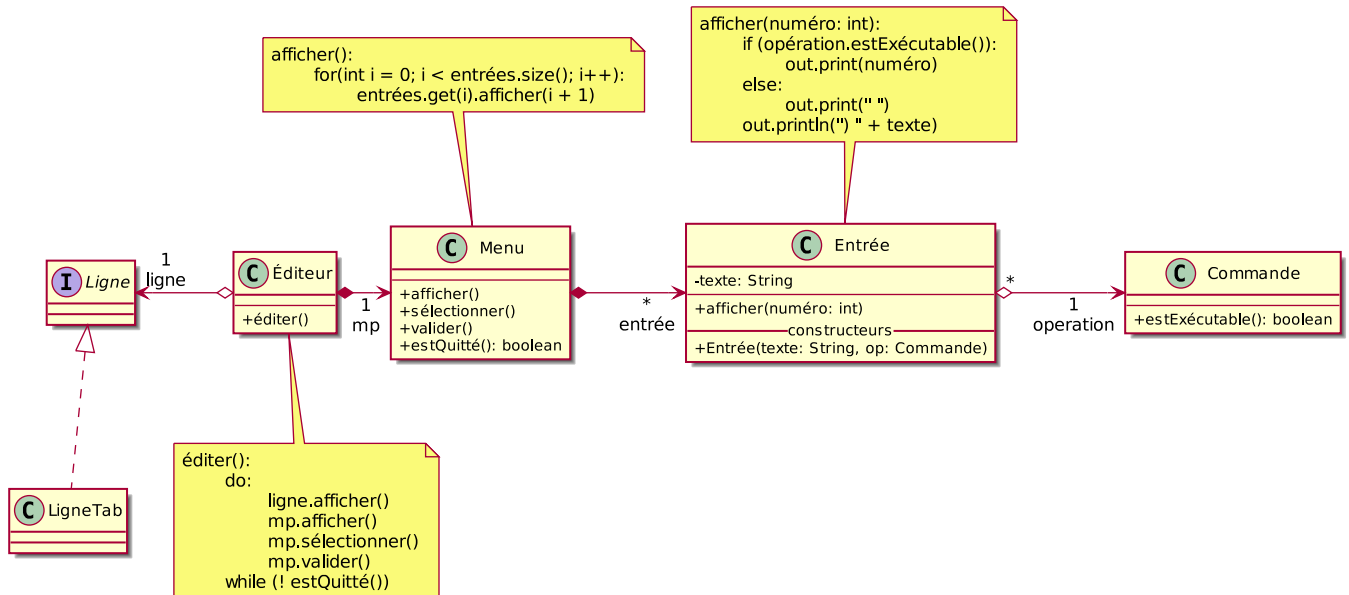 afficher(numéro: int):
if (opération.estExécutable()):
out.print(numéro)
else:
out.print(" ")
out.println(") " + texte)
afficher():
for(int i = 0; i < entrées.size(); i++):
entrées.get(i).afficher(i + 1)
I Ligne
1
ligne
C Éditeur
+éditer()
1
mp
C Menu
+afficher()
+sélectionner()
+valider()
+estQuitté(): boolean
*
entrée
C Entrée
-texte: String
+afficher(numéro: int)
constructeurs
+Entrée(texte: String, op: Commande)
*
1
operation
C Commande
+estExécutable(): boolean
C LigneTab
éditer():
do:
ligne.afficher()
mp.afficher()
mp.sélectionner()
mp.valider()
while (! estQuitté())